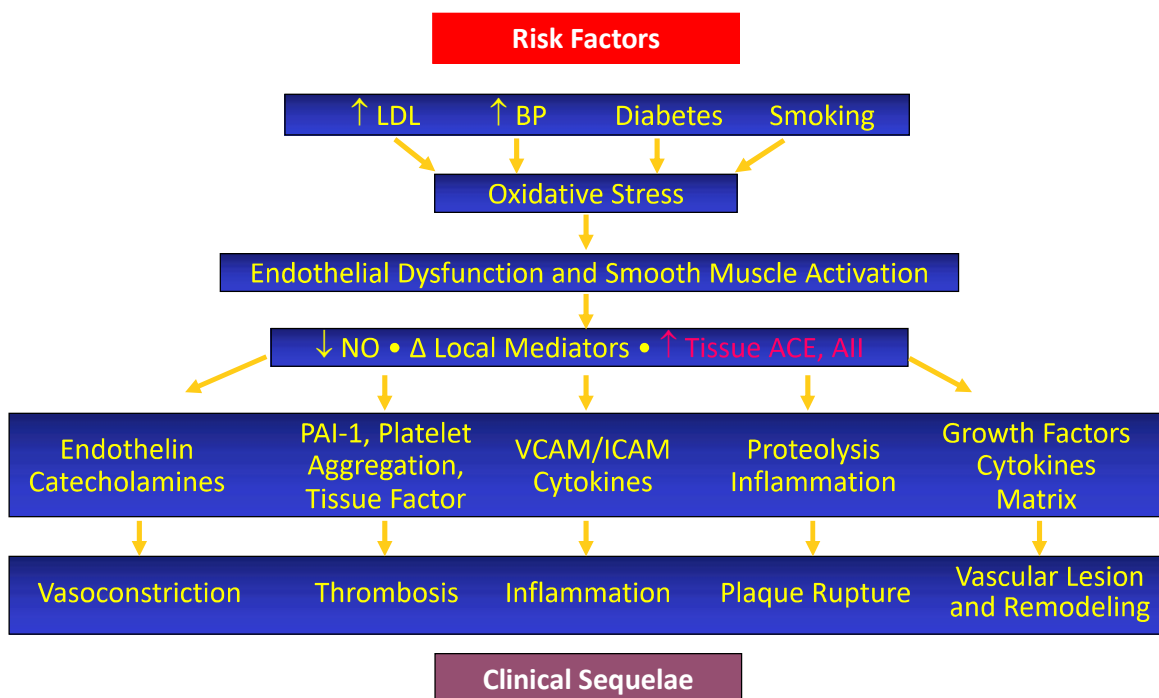 Risk Factors
↑ LDL ↑ BP Diabetes Smoking
Oxidative Stress
Endothelial Dysfunction and Smooth Muscle Activation
↓ NO • Δ Local Mediators • ↑ Tissue ACE, AII
Endothelin
Catecholamines
PAI-1, Platelet
Aggregation,
Tissue Factor
VCAM/ICAM
Cytokines
Proteolysis
Inflammation
Growth Factors
Cytokines
Matrix
Vasoconstriction
Thrombosis
Inflammation
Plaque Rupture
Vascular Lesion
and Remodeling
Clinical Sequelae